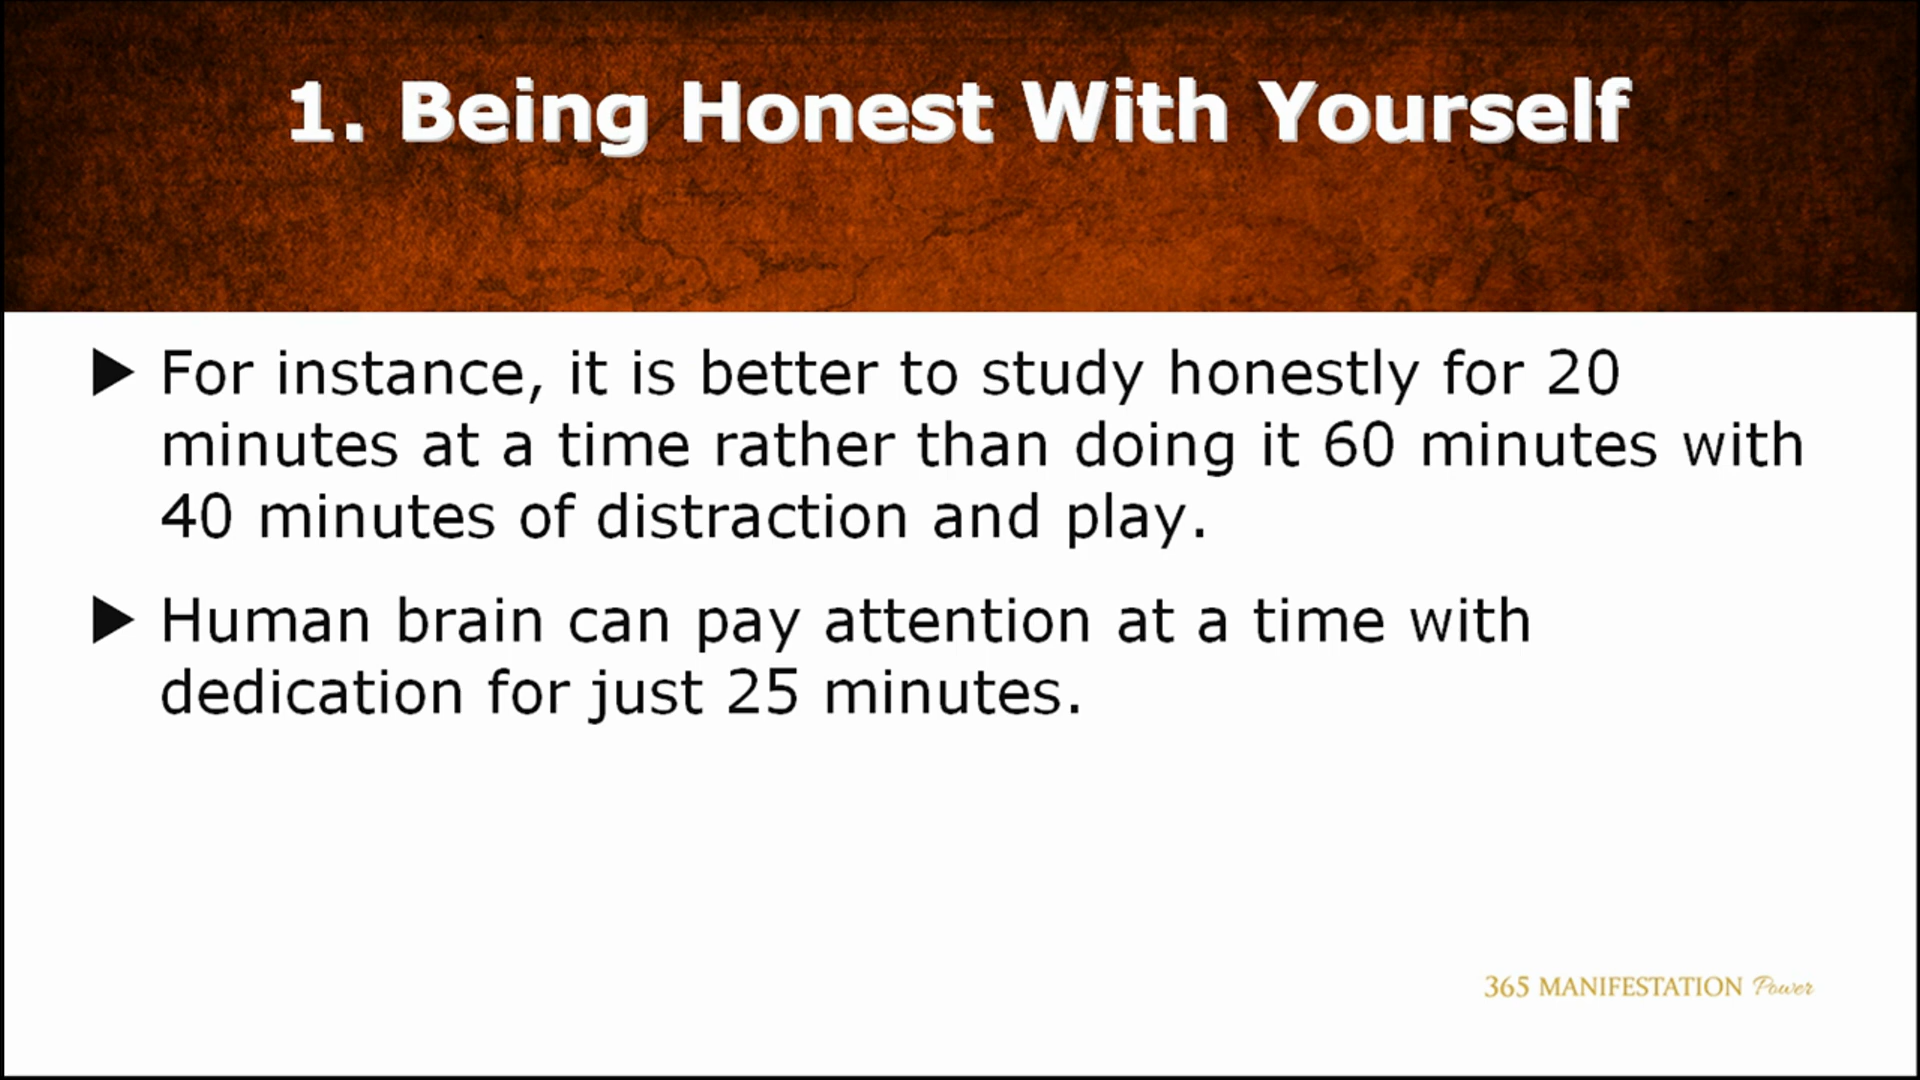 1. Being Honest With Yourself
▶ For instance, it is better to study honestly for 20
minutes at a time rather than doing it 60 minutes with
40 minutes of distraction and play.
▶ Human brain can pay attention at a time with
dedication for just 25 minutes.
365 MANIFESTATION Power